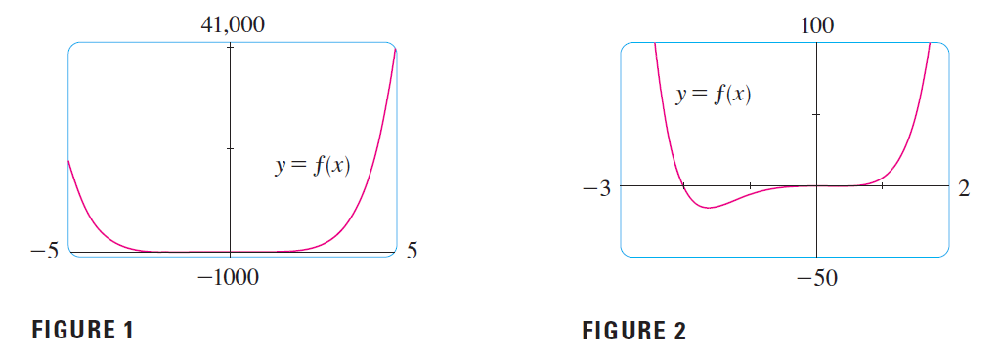 41,000
y = f(x)
−5
5
−1000
FIGURE 1
100
y = f(x)
−3
2
−50
FIGURE 2